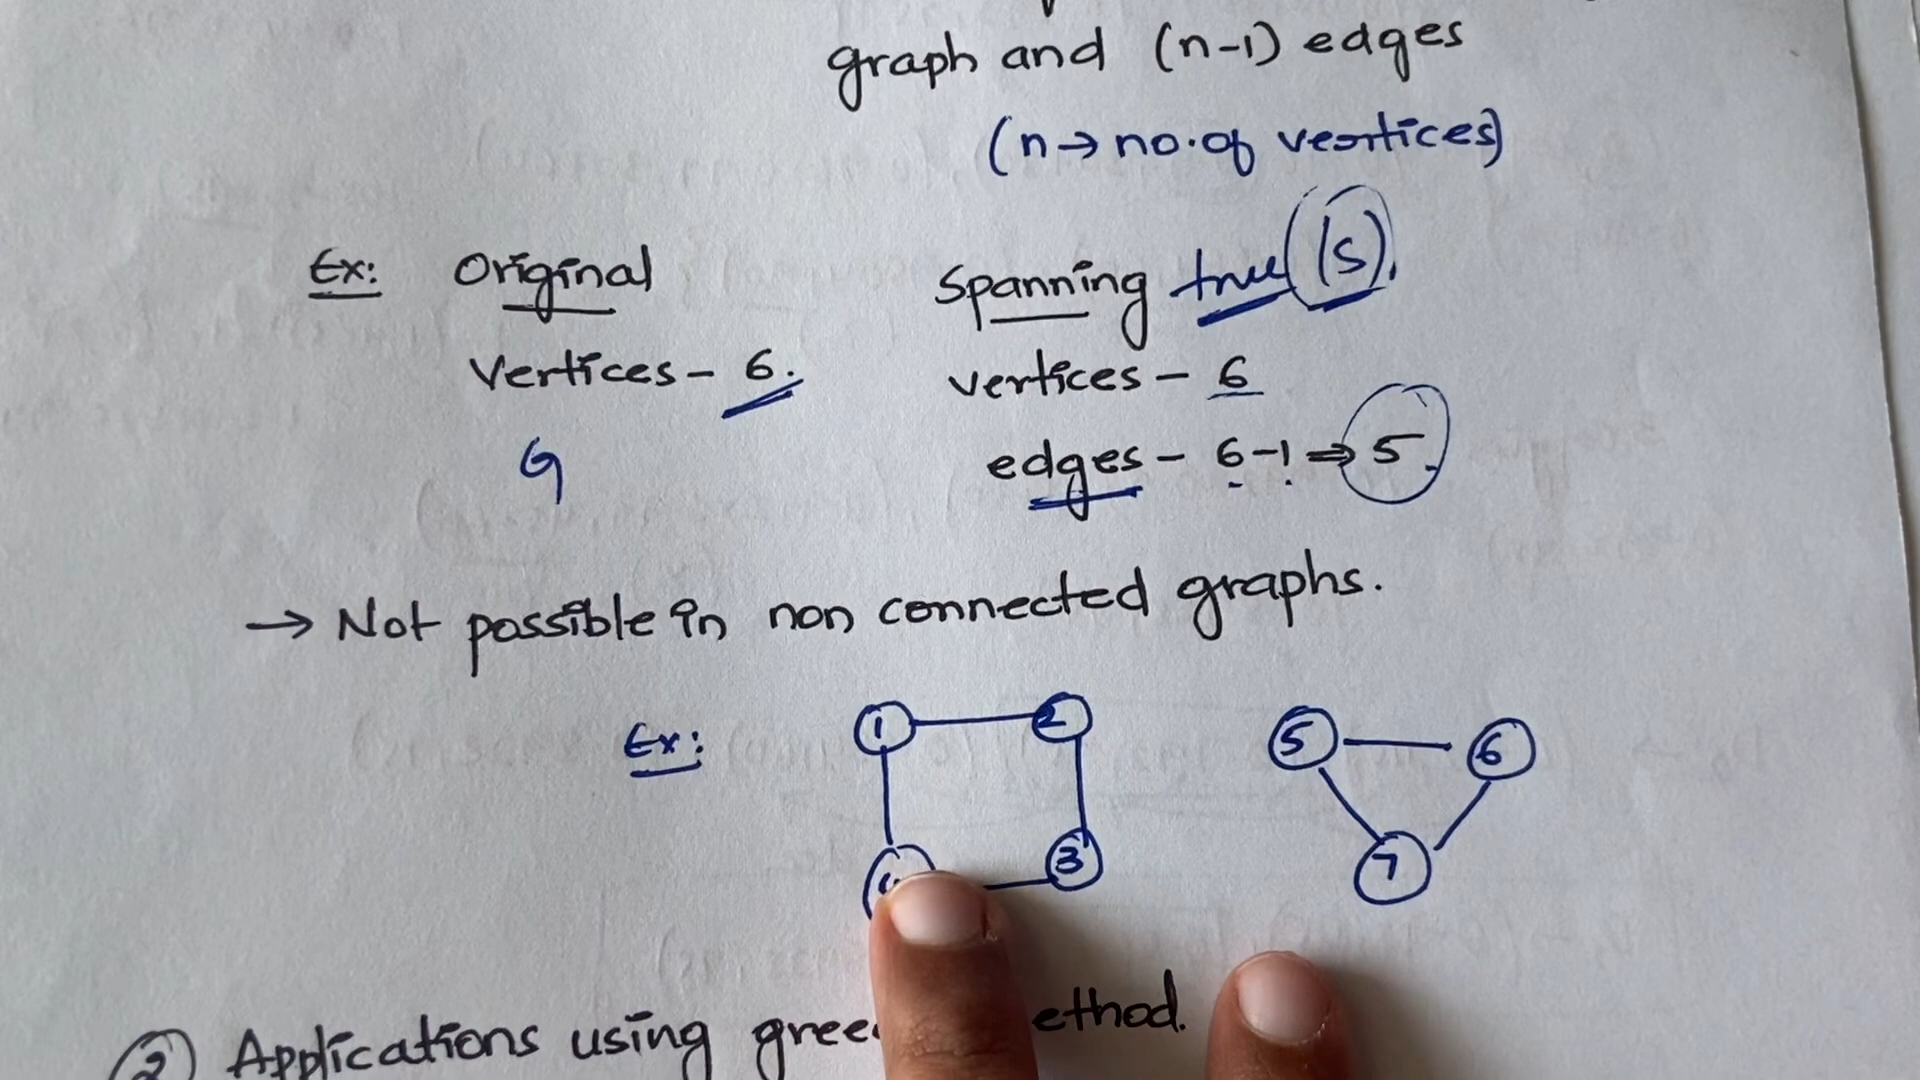 graph and (n-1) edges
(n→ no. of vertices)
Ex: Original Spanning tree (S).
Vertices - 6. vertices - 6
G edges - 6-1 ⇒ 5.
→ Not possible in non connected graphs.
Ex: 1 2 5 6
3 7
② Applications using ethod.